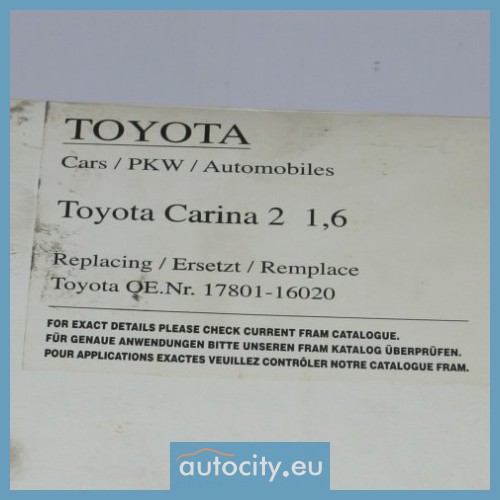 TOYOTA
Cars / PKW / Automobiles
Toyota Carina 2 1,6
Replacing / Ersetzt / Remplace
Toyota OE.Nr. 17801-16020
FOR EXACT DETAILS PLEASE CHECK CURRENT FRAM CATALOGUE.
FÜR GENAUE ANWENDUNGEN BITTE UNSEREN FRAM KATALOG ÜBERPRÜFEN.
POUR APPLICATIONS EXACTES VEUILLEZ CONTRÔLER NOTRE CATALOGUE FRAM.
autocity.eu